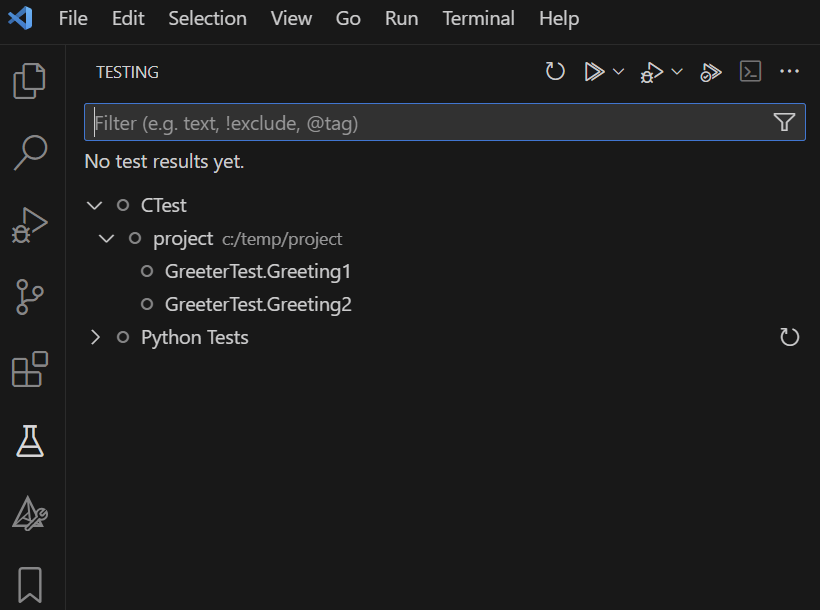 File Edit Selection View Go Run Terminal Help
TESTING
Filter (e.g. text, !exclude, @tag)
No test results yet.
CTest
project c:/temp/project
GreeterTest.Greeting1
GreeterTest.Greeting2
Python Tests